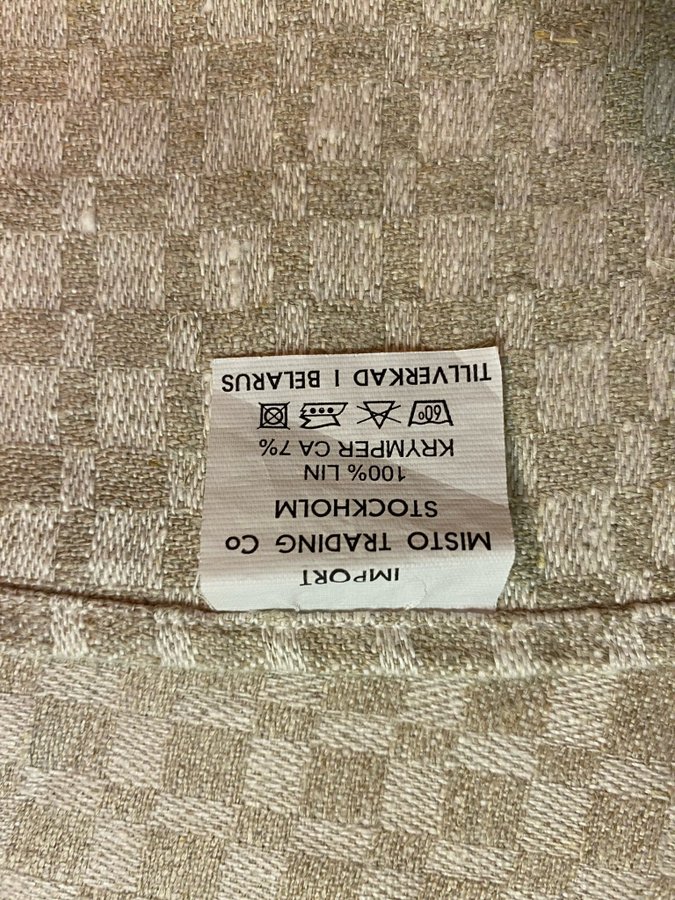 IMPORT
MISTO TRADING Co
STOCKHOLM
100% LIN
KRYMPER CA 7%
60°
TILLVERKAD I BELARUS